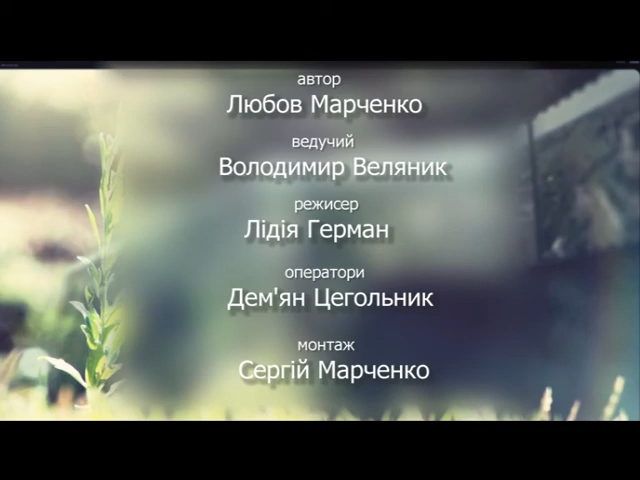 автор
Любов Марченко
ведучий
Володимир Веляник
режисер
Лідія Герман
оператори
Дем'ян Цегольник
монтаж
Сергій Марченко